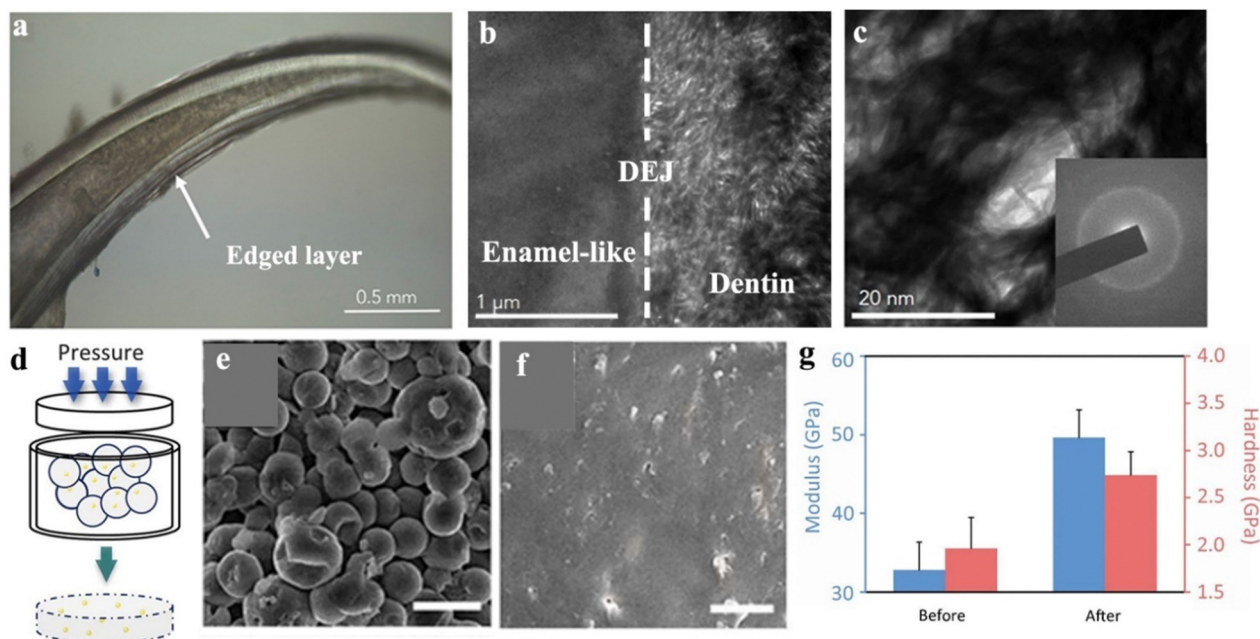 a
Edged layer
0.5 mm
b
DEJ
Enamel-like
Dentin
1 μm
c
20 nm
d
Pressure
e
f
g
60
50
40
30
Modulus (GPa)
4.0
3.5
3.0
2.5
2.0
1.5
Hardness (GPa)
Before
After